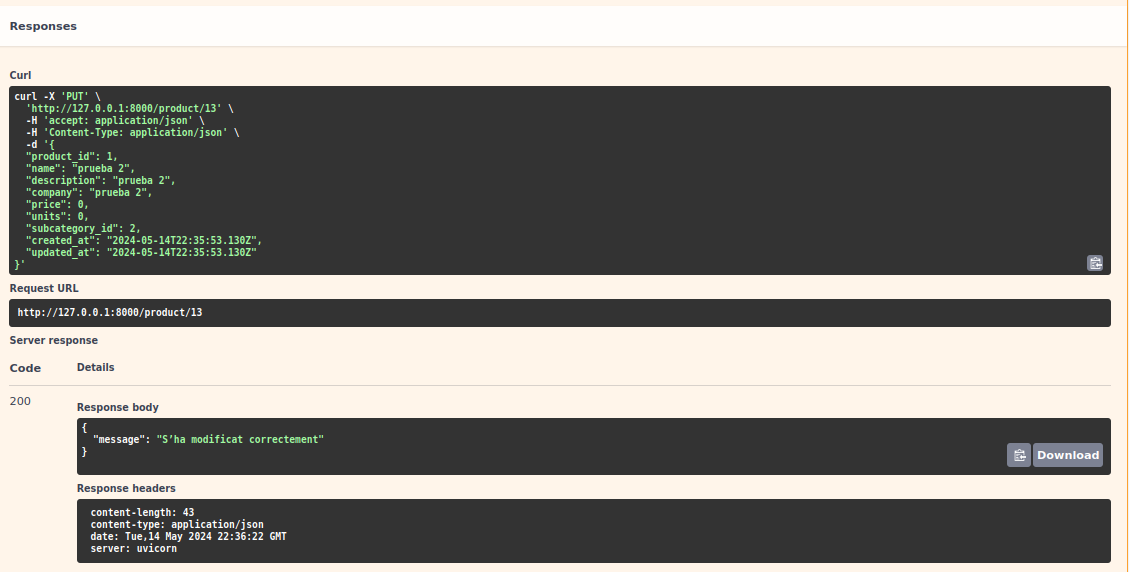 Responses
Curl
curl -X 'PUT' \
  'http://127.0.0.1:8000/product/13' \
  -H 'accept: application/json' \
  -H 'Content-Type: application/json' \
  -d '{
  "product_id": 1,
  "name": "prueba 2",
  "description": "prueba 2",
  "company": "prueba 2",
  "price": 0,
  "units": 0,
  "subcategory_id": 2,
  "created_at": "2024-05-14T22:35:53.130Z",
  "updated_at": "2024-05-14T22:35:53.130Z"
}'
Request URL
http://127.0.0.1:8000/product/13
Server response
Code Details
200
Response body
{
  "message": "S'ha modificat correctement"
}
Download
Response headers
content-length: 43
content-type: application/json
date: Tue,14 May 2024 22:36:22 GMT
server: uvicorn